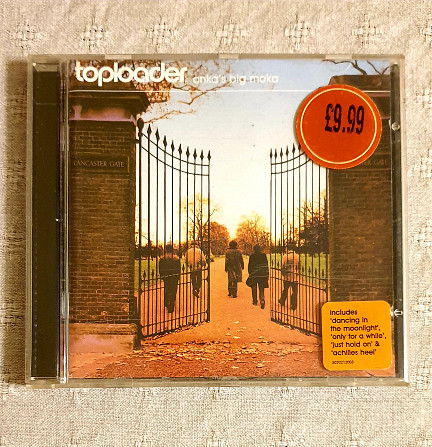 toploader onka's big moka
£9.99
LANCASTER GATE
includes
'dancing in
the moonlight',
'only for a while',
'just hold on' &
'achilles heel'